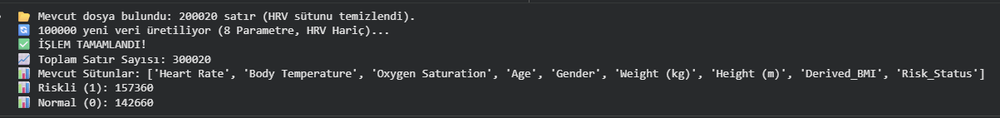 📂 Mevcut dosya bulundu: 200020 satır (HRV sütunu temizlendi).
🔄 100000 yeni veri üretiliyor (8 Parametre, HRV Hariç)...
✅ İŞLEM TAMAMLANDI!
📈 Toplam Satır Sayısı: 300020
📊 Mevcut Sütunlar: ['Heart Rate', 'Body Temperature', 'Oxygen Saturation', 'Age', 'Gender', 'Weight (kg)', 'Height (m)', 'Derived_BMI', 'Risk_Status']
📊 Riskli (1): 157360
📊 Normal (0): 142660